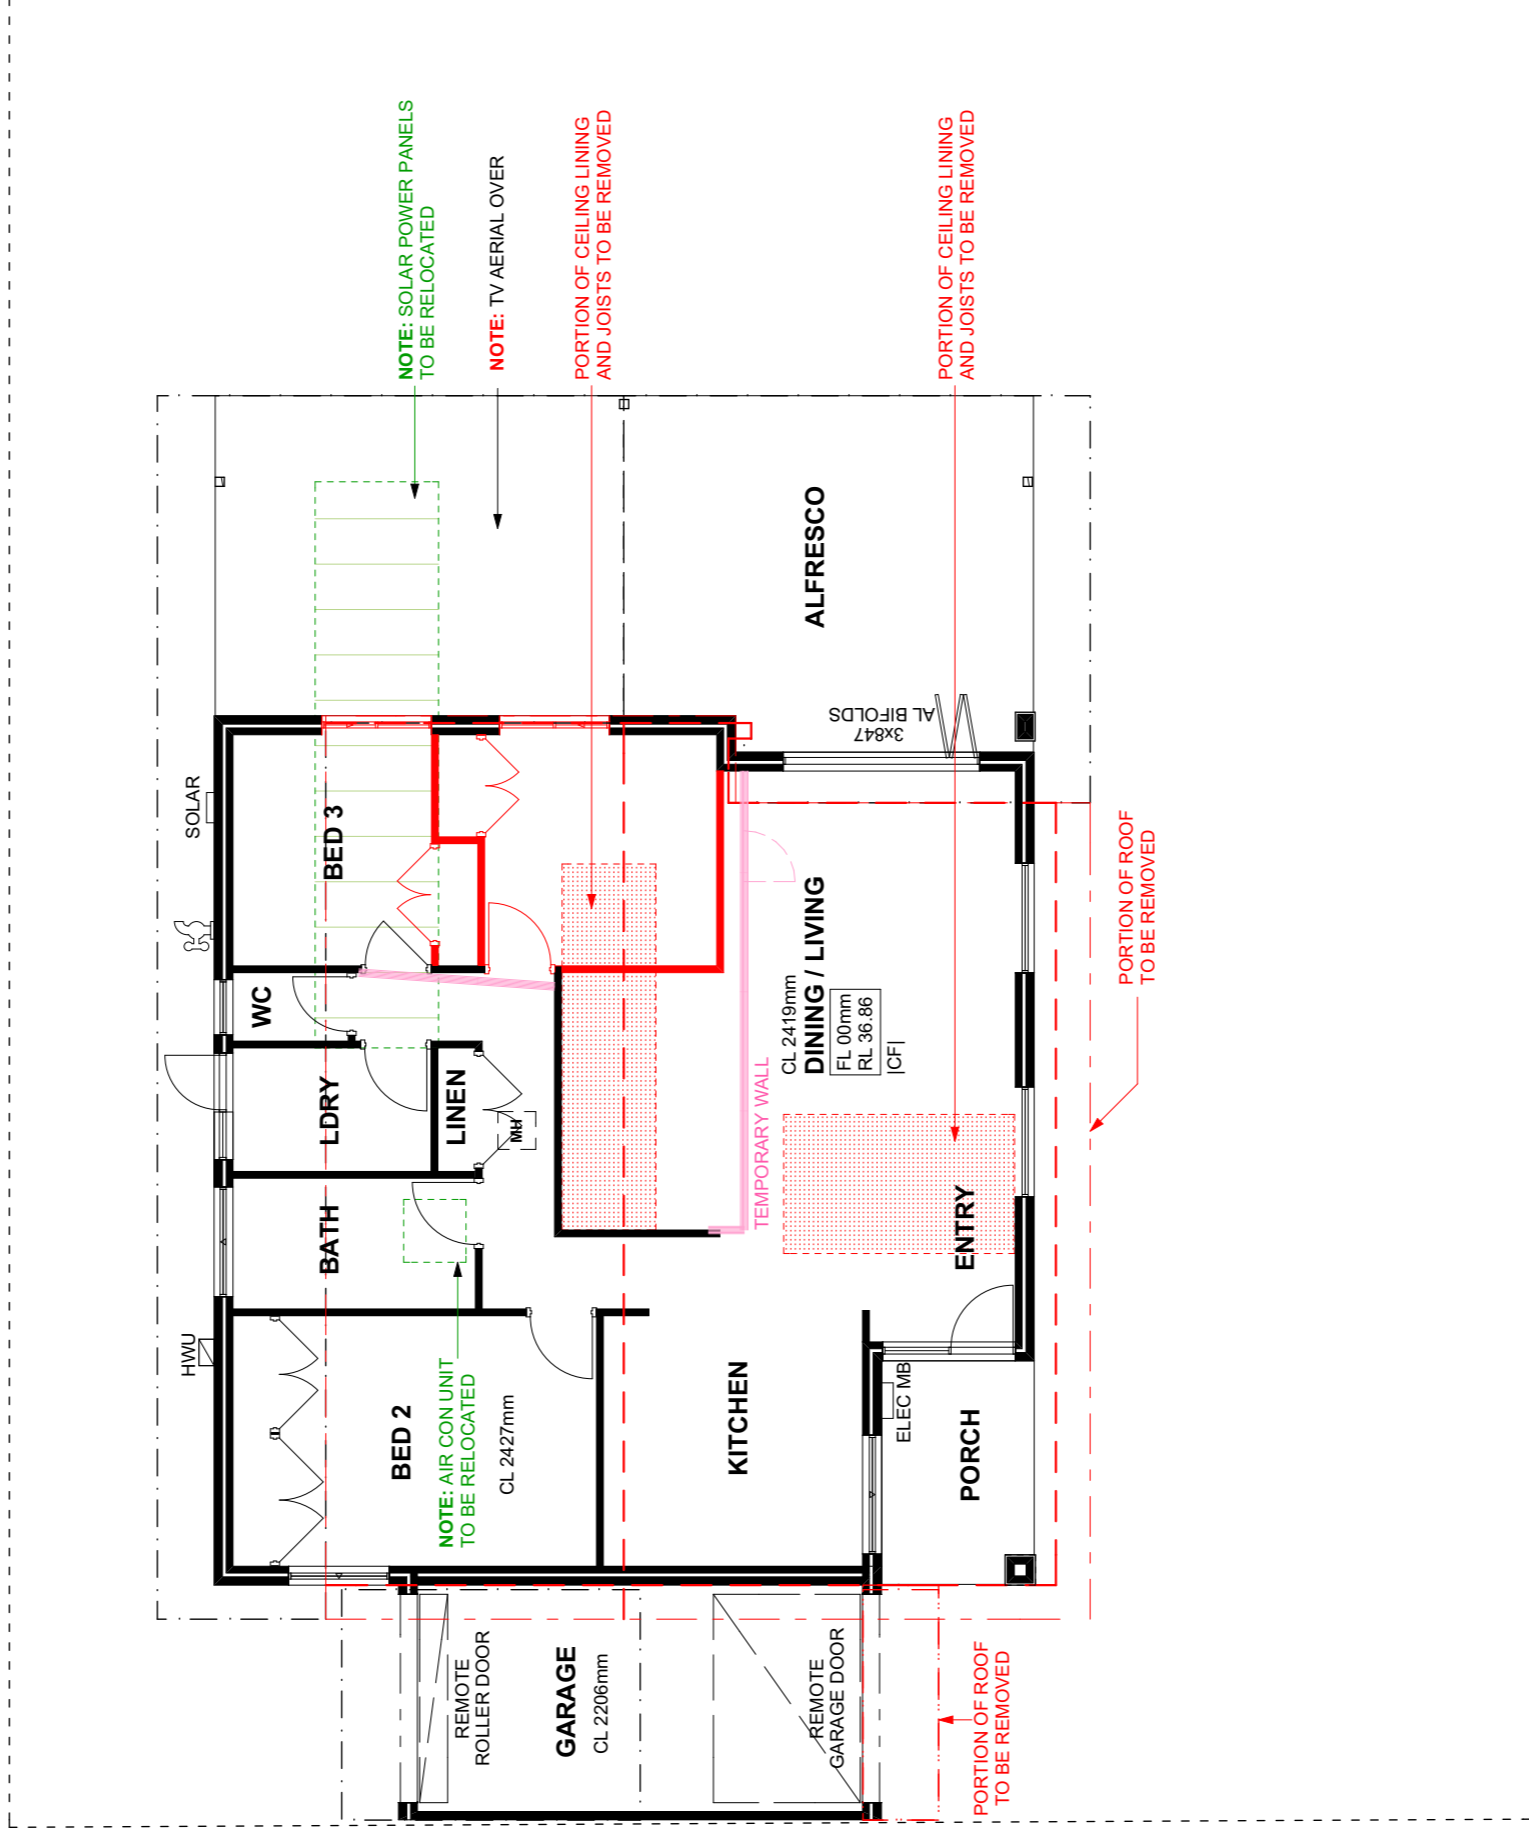 NOTE: SOLAR POWER PANELS
TO BE RELOCATED
NOTE: TV AERIAL OVER
PORTION OF CEILING LINING
AND JOISTS TO BE REMOVED
PORTION OF CEILING LINING
AND JOISTS TO BE REMOVED
ALFRESCO
3x847
AL BIFOLDS
SOLAR
BED 3
PORTION OF ROOF
TO BE REMOVED
WC
CL 2419mm
DINING / LIVING
FL 00mm
RL 36.86
|CF|
LDRY
LINEN
MH
TEMPORARY WALL
BATH
ENTRY
HWU
BED 2
NOTE: AIR CON UNIT
TO BE RELOCATED
CL 2427mm
KITCHEN
ELEC MB
PORCH
REMOTE
ROLLER DOOR
GARAGE
CL 2206mm
REMOTE
GARAGE DOOR
PORTION OF ROOF
TO BE REMOVED